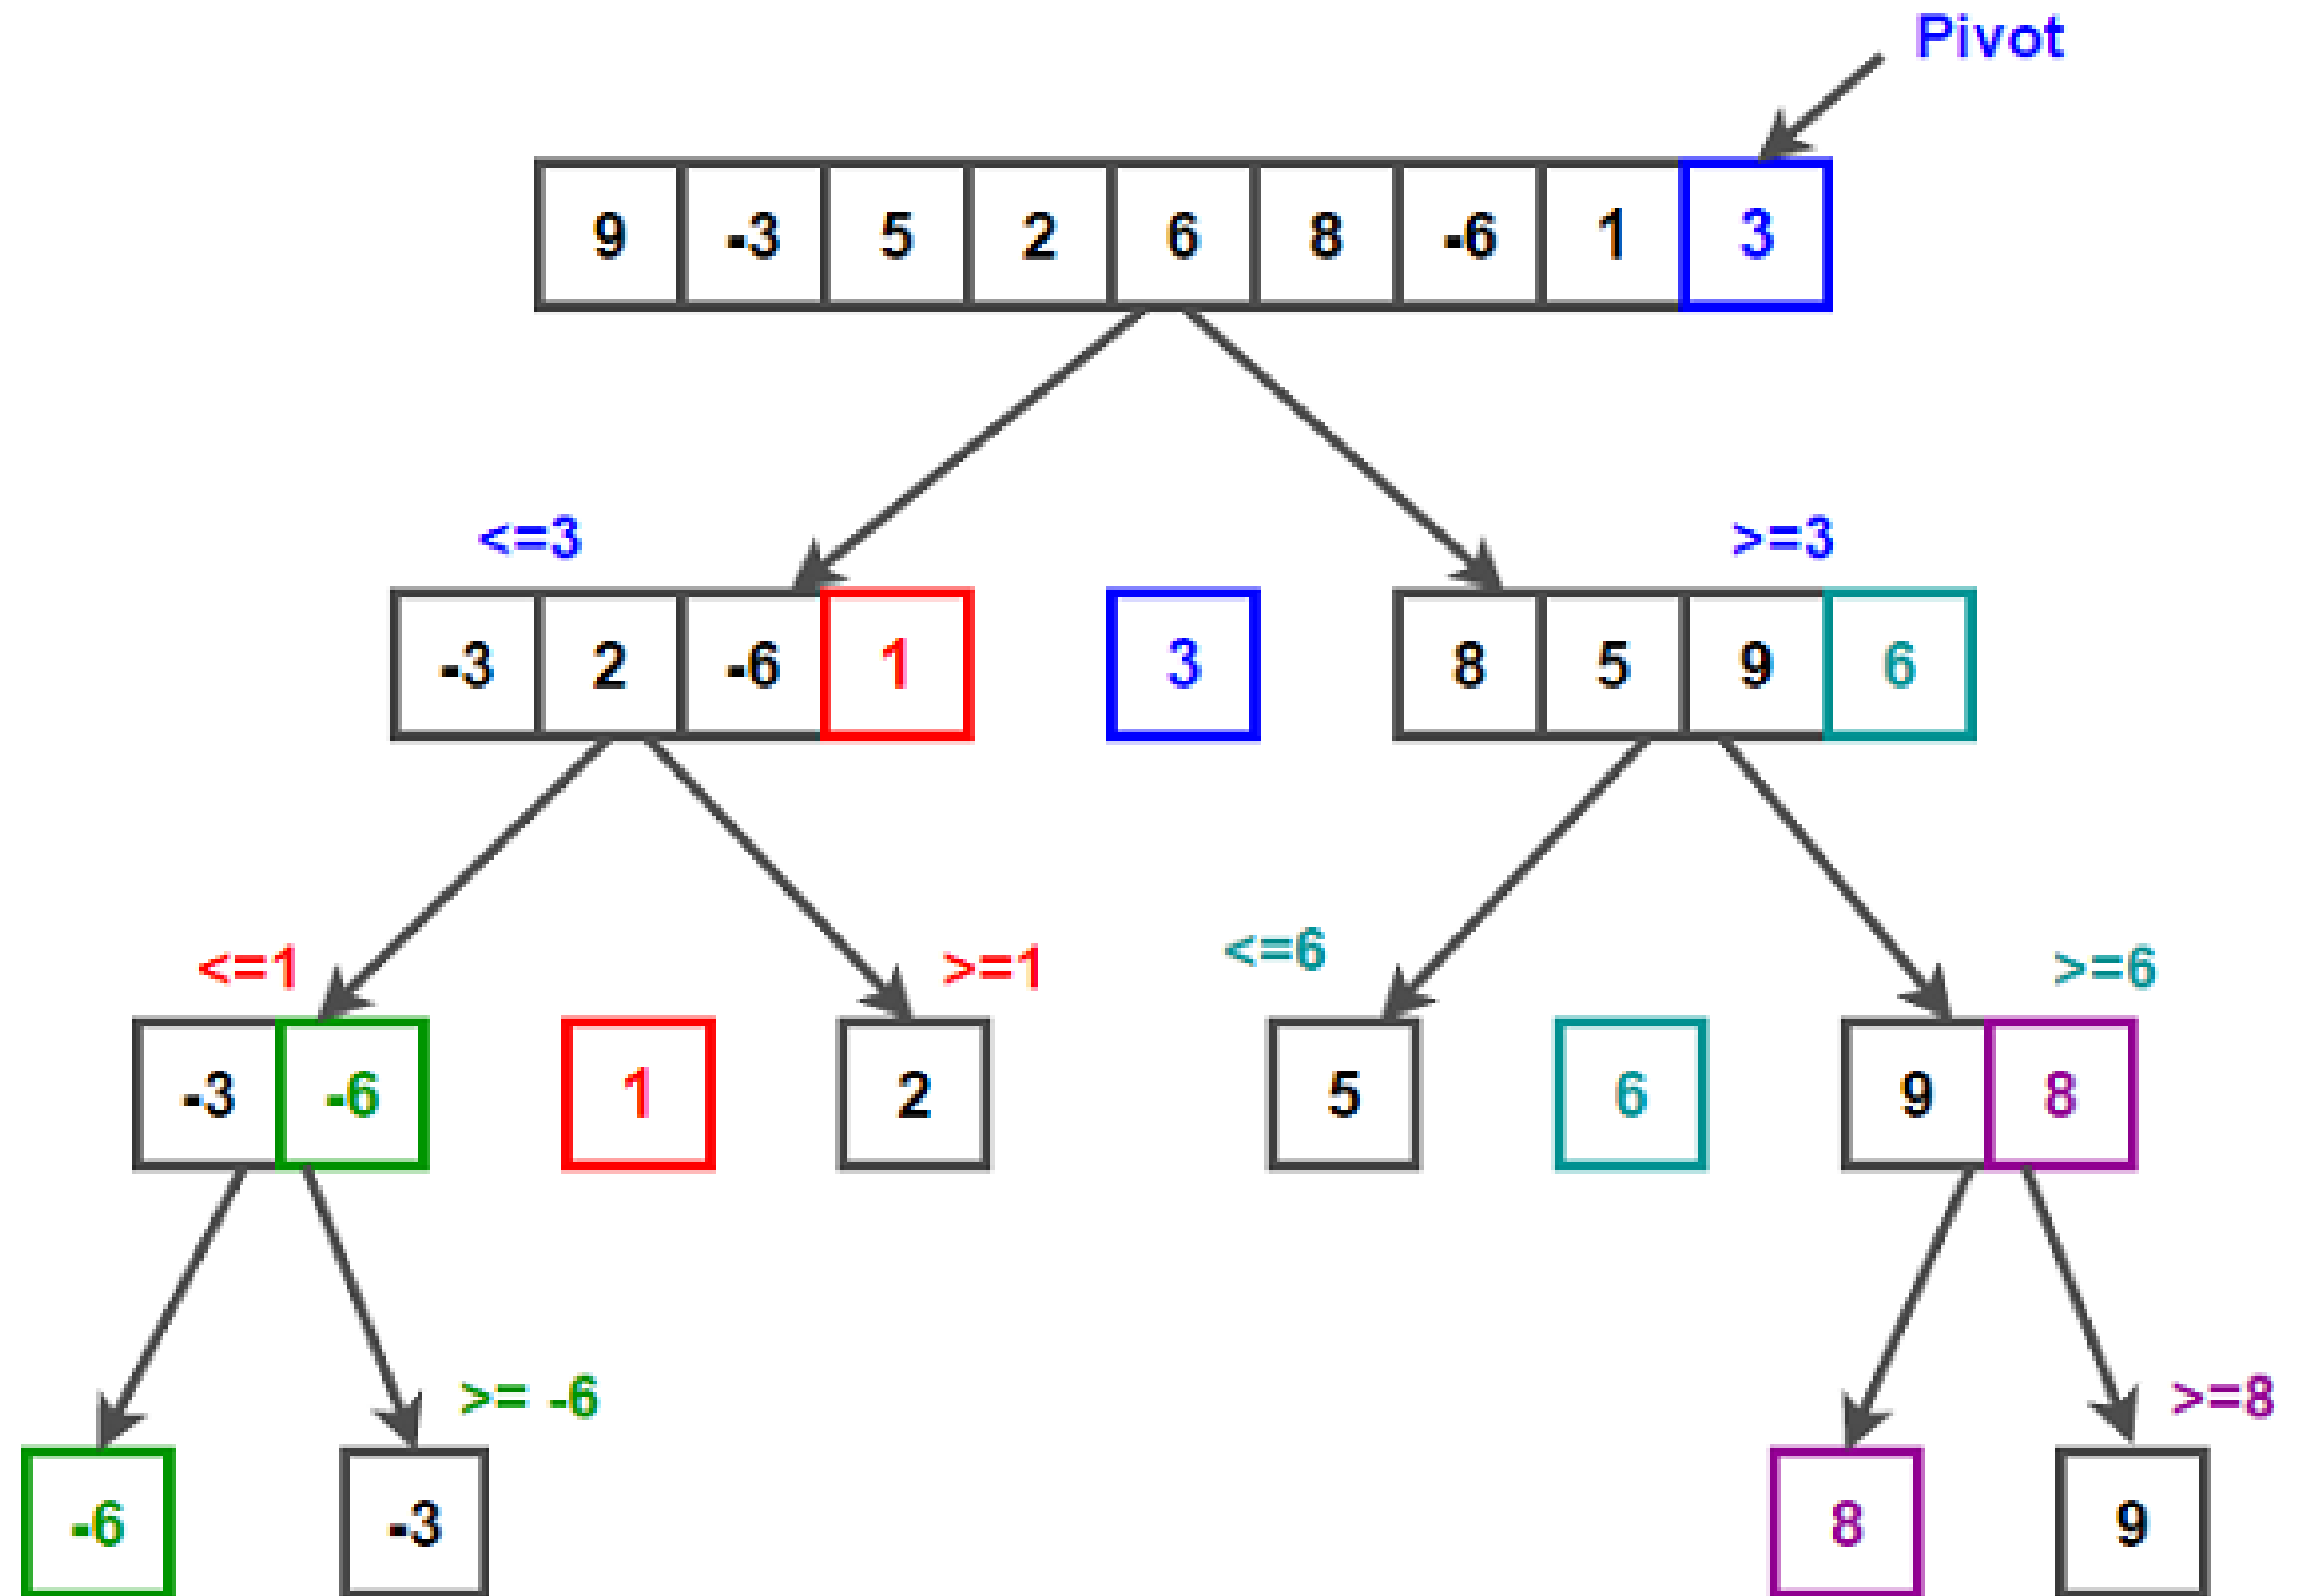 Pivot
9 -3 5 2 6 8 -6 1 3
<=3 >=3
-3 2 -6 1 3 8 5 9 6
<=1 >=1 <=6 >=6
-3 -6 1 2 5 6 9 8
>= -6 >=8
-6 -3 8 9